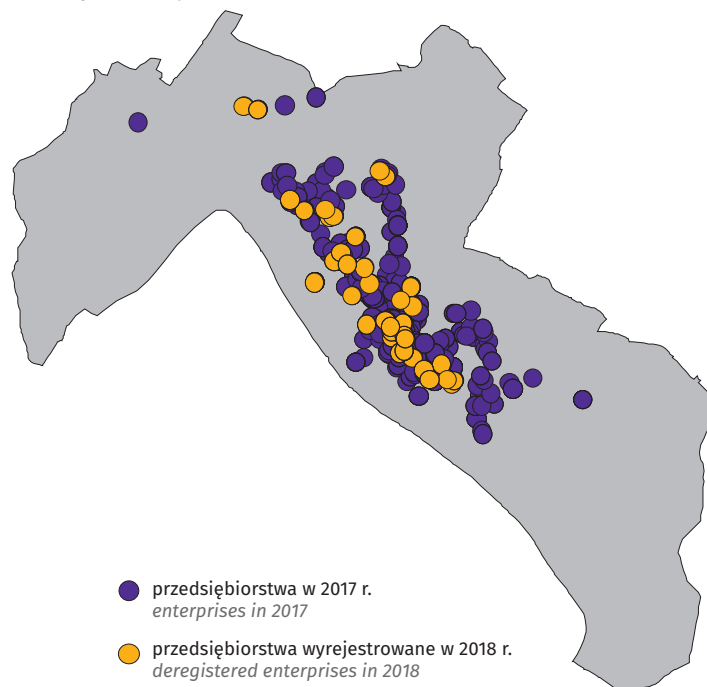 przedsiębiorstwa w 2017 r.
enterprises in 2017
przedsiębiorstwa wyrejestrowane w 2018 r.
deregistered enterprises in 2018